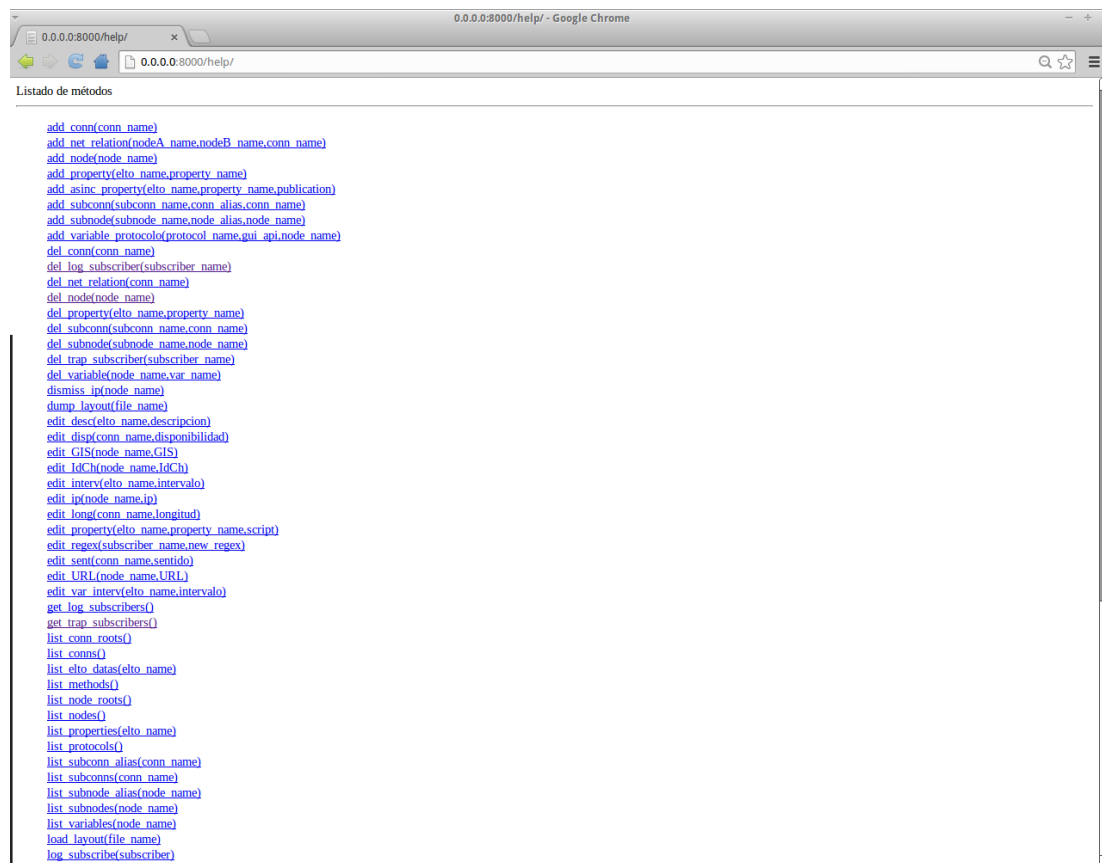 0.0.0.0:8000/help/ - Google Chrome
0.0.0.0:8000/help/
0.0.0.0:8000/help/
Listado de métodos
add_conn(conn_name)
add_net_relation(nodeA_name,nodeB_name,conn_name)
add_node(node_name)
add_property(elto_name,property_name)
add_asinc_property(elto_name,property_name,publication)
add_subconn(subconn_name,conn_alias,conn_name)
add_subnode(subnode_name,node_alias,node_name)
add_variable_protocolo(protocol_name,gui_api,node_name)
del_conn(conn_name)
del_log_subscriber(subscriber_name)
del_net_relation(conn_name)
del_node(node_name)
del_property(elto_name,property_name)
del_subconn(subconn_name,conn_name)
del_subnode(subnode_name,node_name)
del_trap_subscriber(subscriber_name)
del_variable(node_name,var_name)
dismiss_ip(node_name)
dump_layout(file_name)
edit_desc(elto_name,descripcion)
edit_disp(conn_name,disponibilidad)
edit_GIS(node_name,GIS)
edit_IdCh(node_name,IdCh)
edit_interv(elto_name,intervalo)
edit_ip(node_name,ip)
edit_long(conn_name,longitud)
edit_property(elto_name,property_name,script)
edit_regex(subscriber_name,new_regex)
edit_sent(conn_name,sentido)
edit_URL(node_name,URL)
edit_var_interv(elto_name,intervalo)
get_log_subscribers()
get_trap_subscribers()
list_conn_roots()
list_conns()
list_elto_datas(elto_name)
list_methods()
list_node_roots()
list_nodes()
list_properties(elto_name)
list_protocols()
list_subconn_alias(conn_name)
list_subconns(conn_name)
list_subnode_alias(node_name)
list_subnodes(node_name)
list_variables(node_name)
load_layout(file_name)
log_subscribe(subscriber)